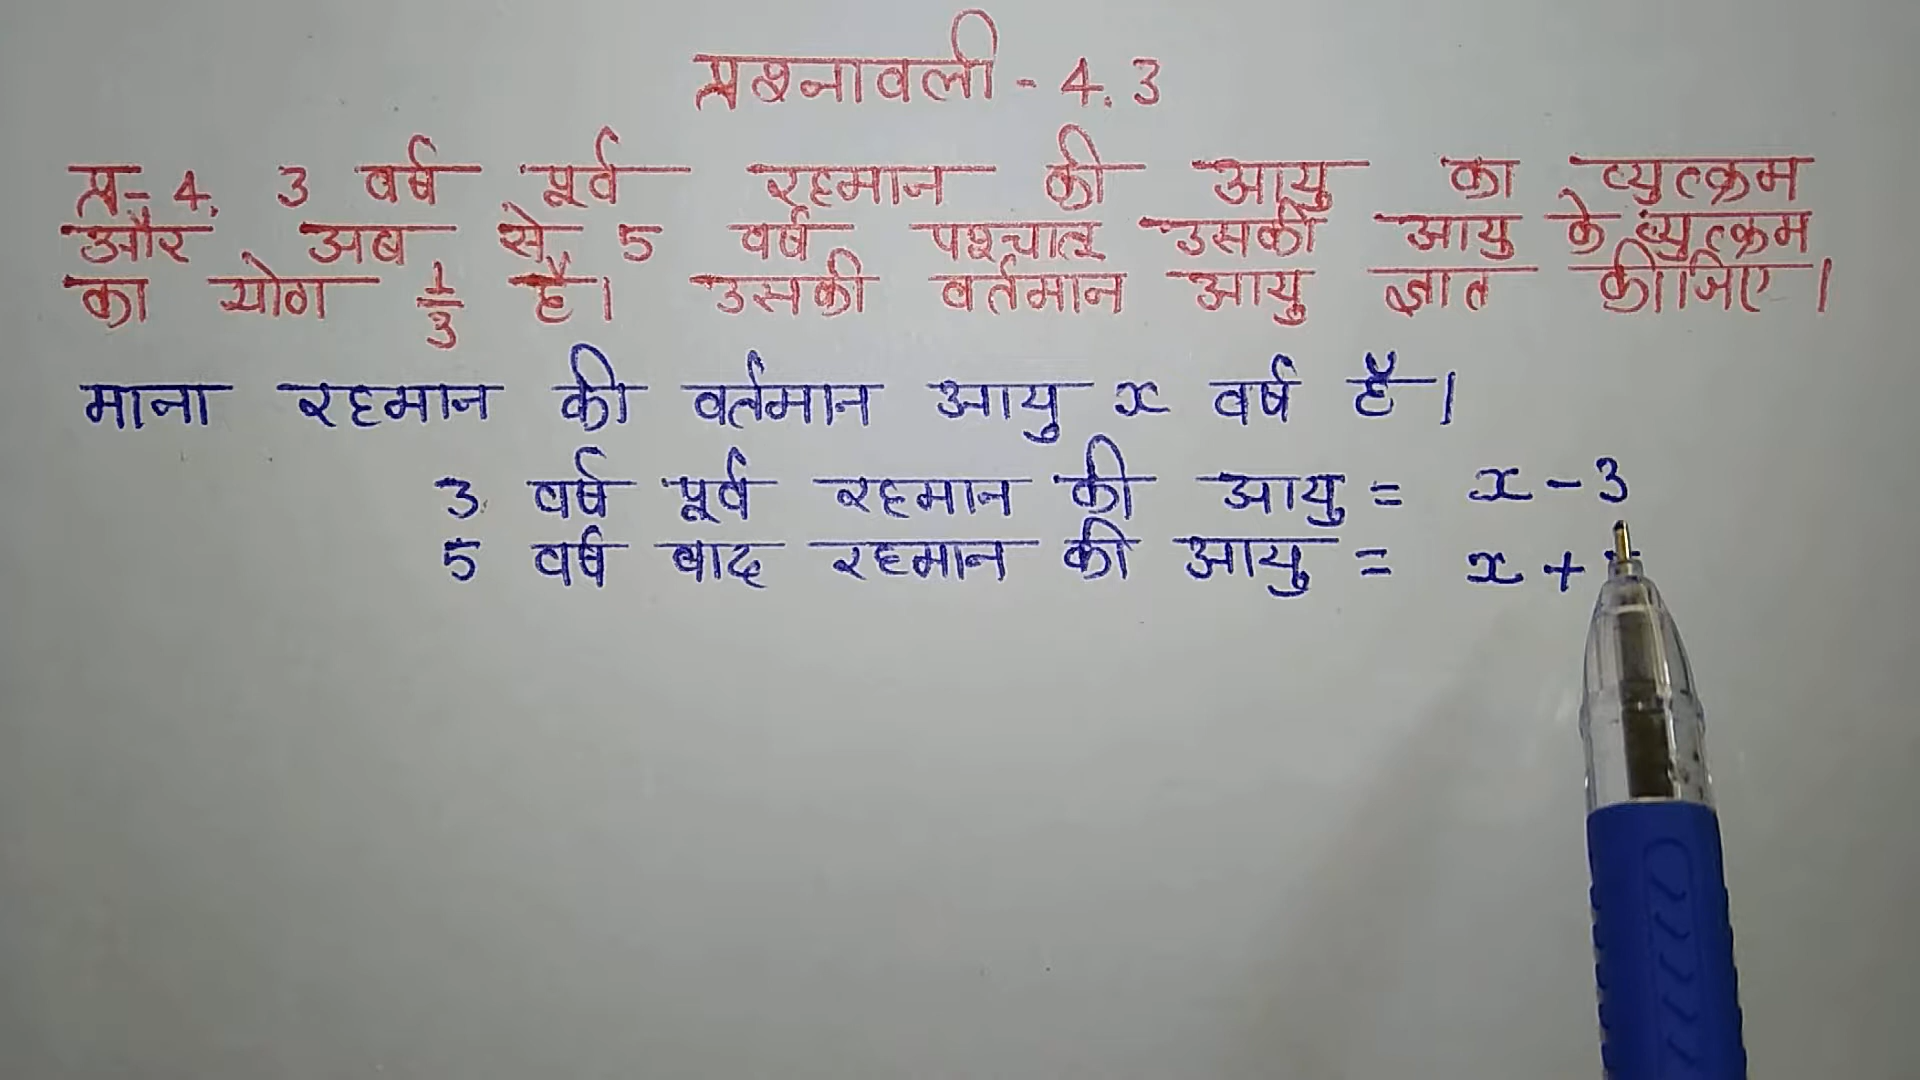 प्रश्नावली - 4.3
प्र- 4. 3 वर्ष पूर्व रहमान की आयु का व्युत्क्रम
और अब से 5 वर्ष पश्चात उसकी आयु के व्युत्क्रम
का योग 1/3 है। उसकी वर्तमान आयु ज्ञात कीजिए।
माना रहमान की वर्तमान आयु x वर्ष है।
3 वर्ष पूर्व रहमान की आयु = x - 3
5 वर्ष बाद रहमान की आयु = x +